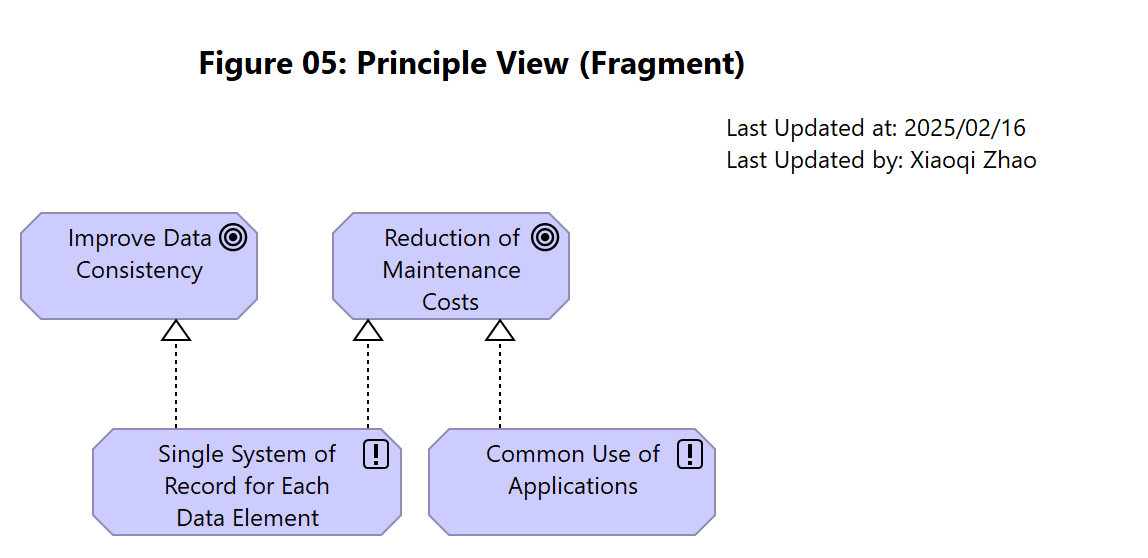 Figure 05: Principle View (Fragment)
Last Updated at: 2025/02/16
Last Updated by: Xiaoqi Zhao
Improve Data
Consistency
Reduction of
Maintenance
Costs
Single System of
Record for Each
Data Element
Common Use of
Applications